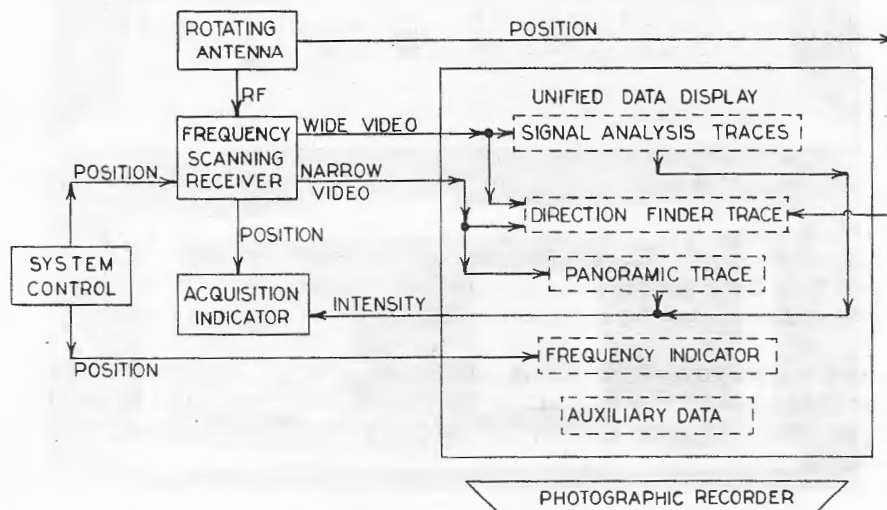 ROTATING
ANTENNA
POSITION
RF
UNIFIED DATA DISPLAY
FREQUENCY
SCANNING
RECEIVER
WIDE VIDEO
SIGNAL ANALYSIS TRACES
POSITION
NARROW
VIDEO
DIRECTION FINDER TRACE
POSITION
SYSTEM
CONTROL
PANORAMIC TRACE
ACQUISITION
INDICATOR
INTENSITY
FREQUENCY INDICATOR
POSITION
AUXILIARY DATA
PHOTOGRAPHIC RECORDER